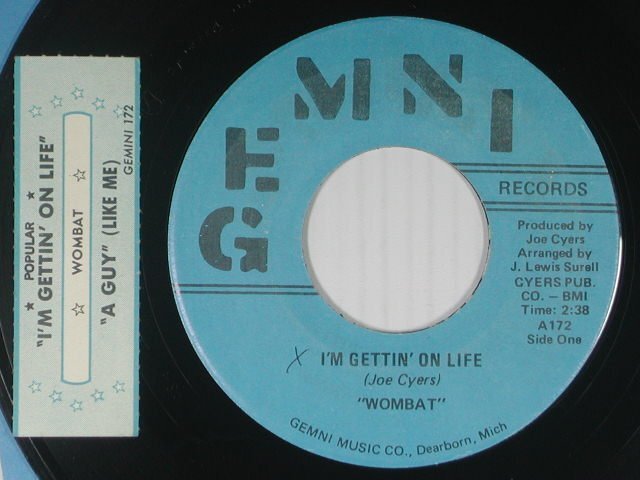 ★ POPULAR ★
"I'M GETTIN' ON LIFE"
WOMBAT
"A GUY" (LIKE ME)
GEMINI 172
GEMNI
RECORDS
Produced by
Joe Cyers
Arranged by
J. Lewis Surell
CYERS PUB.
CO. – BMI
Time: 2:38
A172
Side One
X I'M GETTIN' ON LIFE
(Joe Cyers)
"WOMBAT"
GEMNI MUSIC CO., Dearborn, Mich